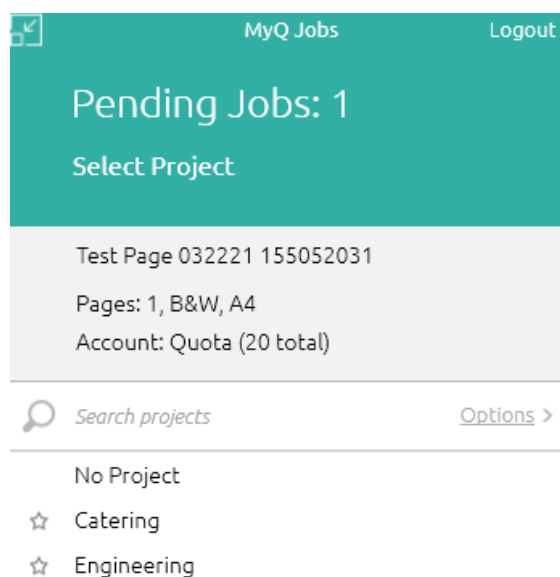 MyQ Jobs Logout
Pending Jobs: 1
Select Project
Test Page 032221 155052031
Pages: 1, B&W, A4
Account: Quota (20 total)
Search projects Options >
No Project
Catering
Engineering